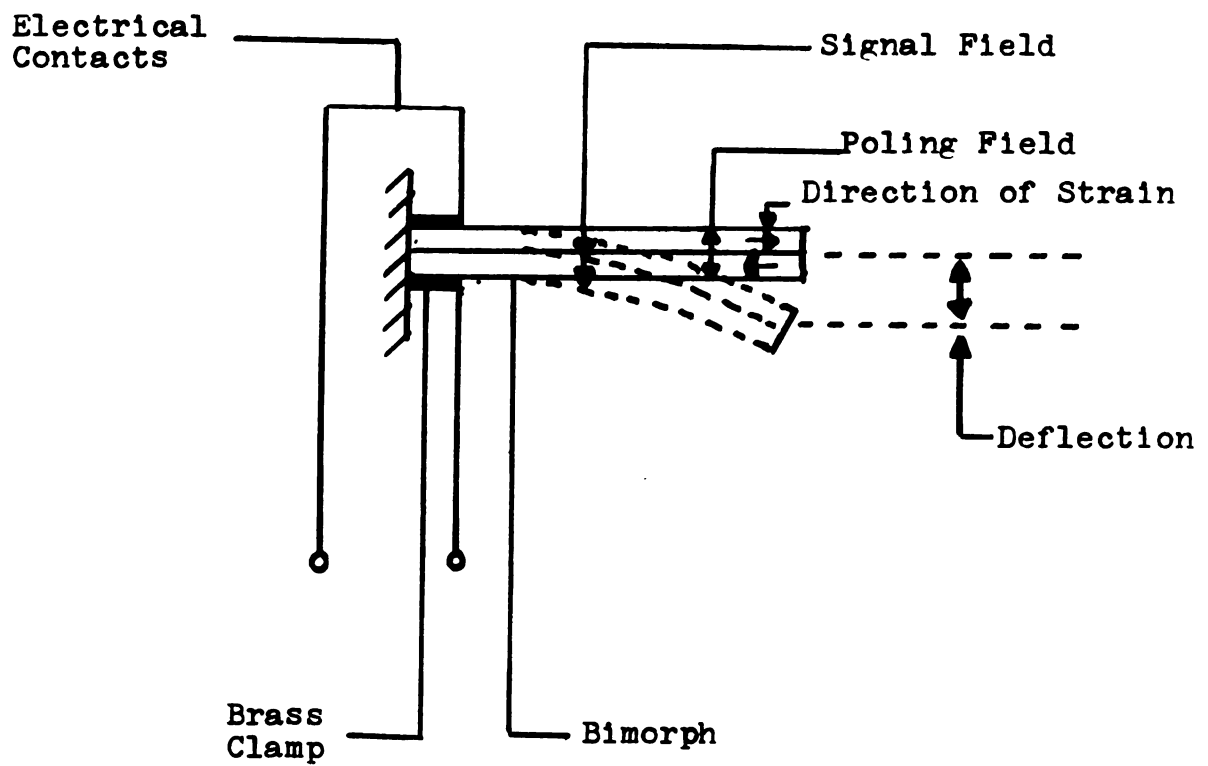 Electrical
Contacts
Signal Field
Poling Field
Direction of Strain
Deflection
Brass
Clamp
Bimorph